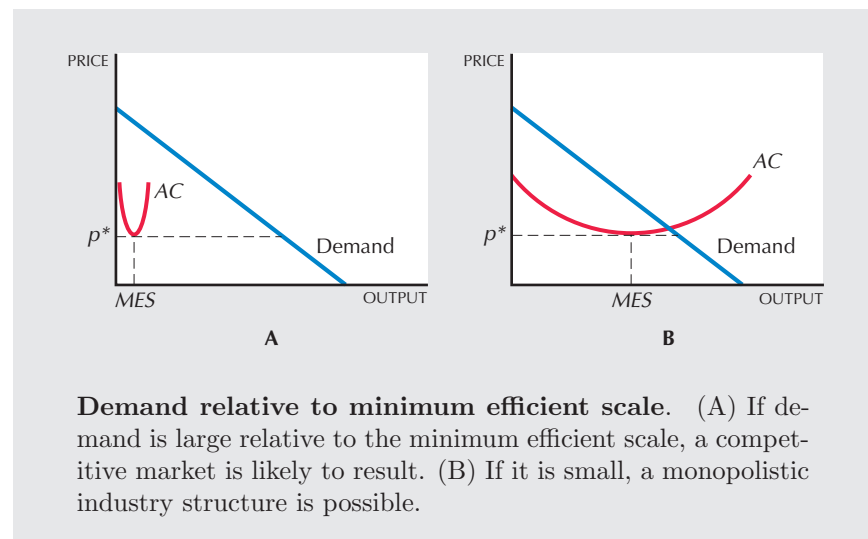 PRICE
AC
p*
Demand
MES
OUTPUT
A
PRICE
AC
p*
Demand
MES
OUTPUT
B
Demand relative to minimum efficient scale. (A) If de-
mand is large relative to the minimum efficient scale, a compet-
itive market is likely to result. (B) If it is small, a monopolistic
industry structure is possible.